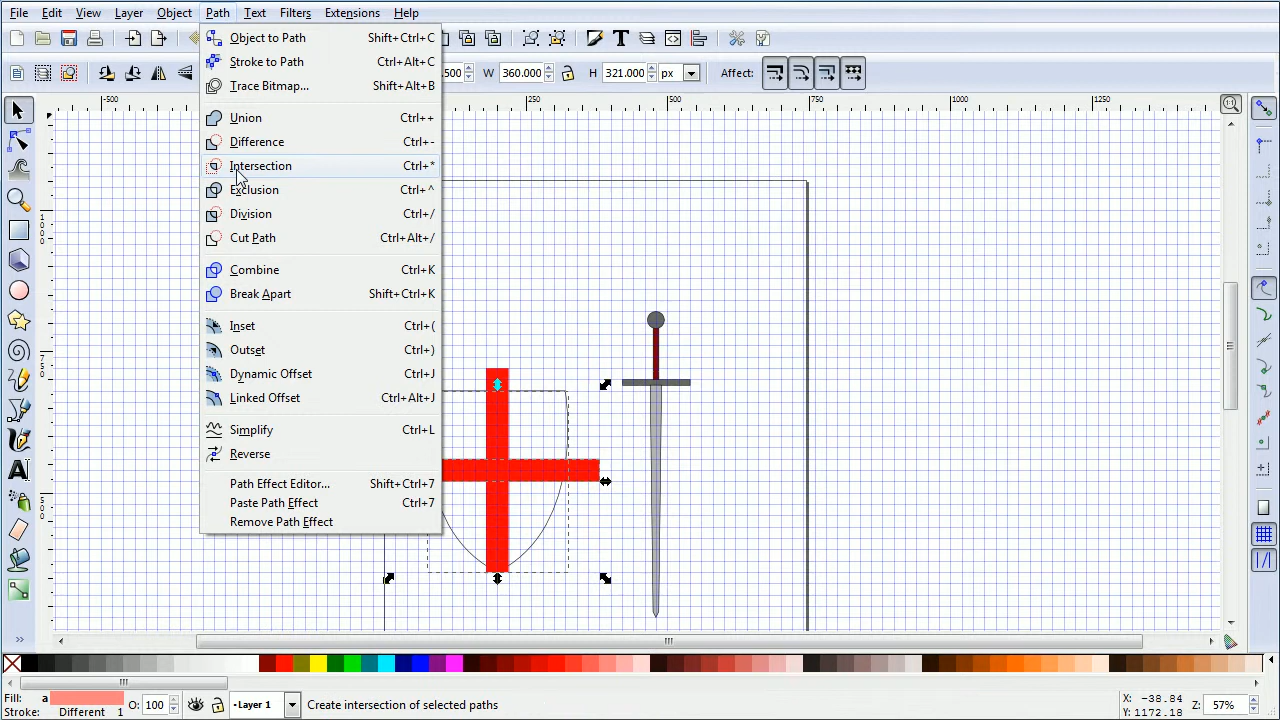 File Edit View Layer Object Path Text Filters Extensions Help
Object to Path Shift+Ctrl+C
Stroke to Path Ctrl+Alt+C
500 W 360.000 H 321.000 px Affect:
Trace Bitmap... Shift+Alt+B
-500 250 500 750 1000 1250
Union Ctrl++
Difference Ctrl+-
Intersection Ctrl+*
Exclusion Ctrl+^
Division Ctrl+/
1000
Cut Path Ctrl+Alt+/
Combine Ctrl+K
Break Apart Shift+Ctrl+K
Inset Ctrl+(
Outset Ctrl+)
750
Dynamic Offset Ctrl+J
Linked Offset Ctrl+Alt+J
Simplify Ctrl+L
Reverse
A
Path Effect Editor... Shift+Ctrl+7
Paste Path Effect Ctrl+7
500
Remove Path Effect
Fill: a O: 100 Layer 1 Create intersection of selected paths X: -38.84 Z: 57%
Stroke: Different 1 Y: 1172.18